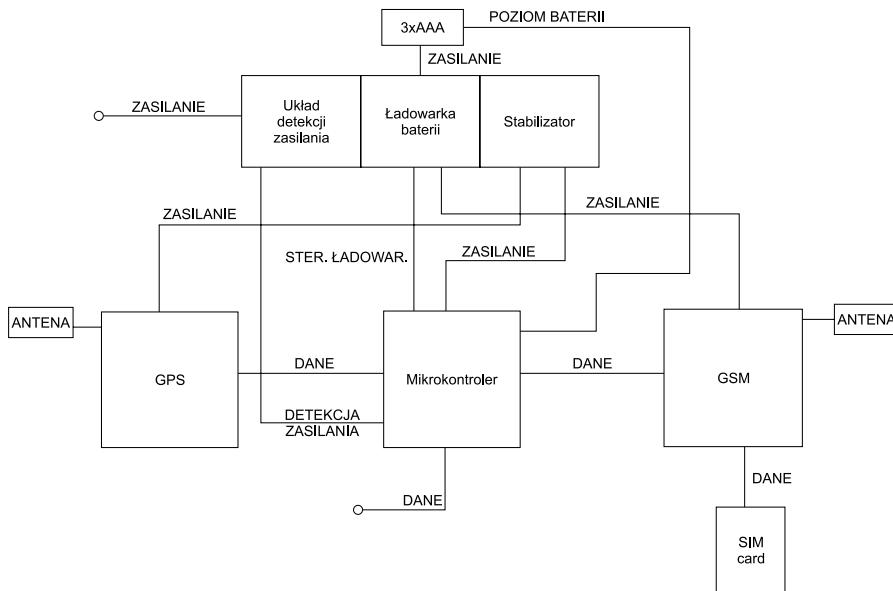 3xAAA
POZIOM BATERII
ZASILANIE
ZASILANIE
Układ
detekcji
zasilania
Ładowarka
baterii
Stabilizator
ZASILANIE
ZASILANIE
STER. ŁADOWAR.
ZASILANIE
ANTENA
ANTENA
GPS
DANE
Mikrokontroler
DANE
GSM
DETEKCJA
ZASILANIA
DANE
DANE
SIM
card